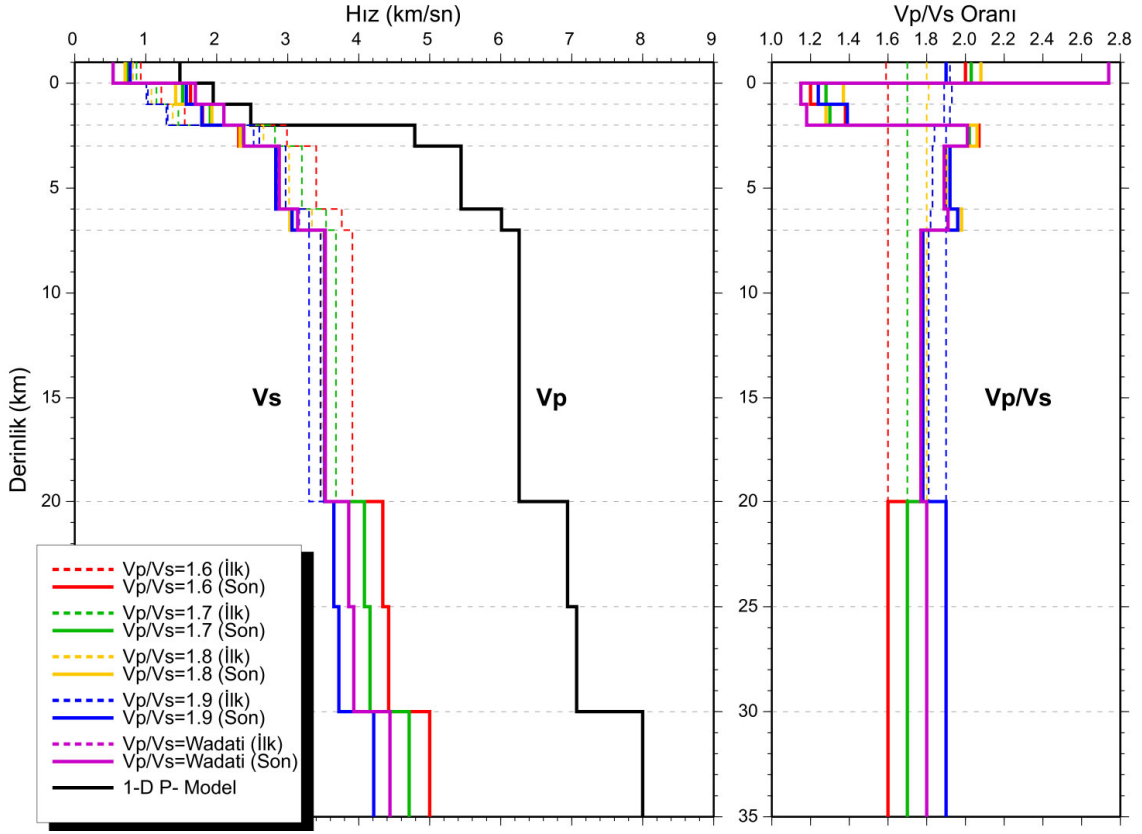 Hız (km/sn)
Vp/Vs Oranı
0 1 2 3 4 5 6 7 8 9
1.0 1.2 1.4 1.6 1.8 2.0 2.2 2.4 2.6 2.8
0
5
10
15
20
25
30
35
0
5
10
15
20
25
30
35
Derinlik (km)
Vs
Vp
Vp/Vs
Vp/Vs=1.6 (İlk)
Vp/Vs=1.6 (Son)
Vp/Vs=1.7 (İlk)
Vp/Vs=1.7 (Son)
Vp/Vs=1.8 (İlk)
Vp/Vs=1.8 (Son)
Vp/Vs=1.9 (İlk)
Vp/Vs=1.9 (Son)
Vp/Vs=Wadati (İlk)
Vp/Vs=Wadati (Son)
1-D P- Model